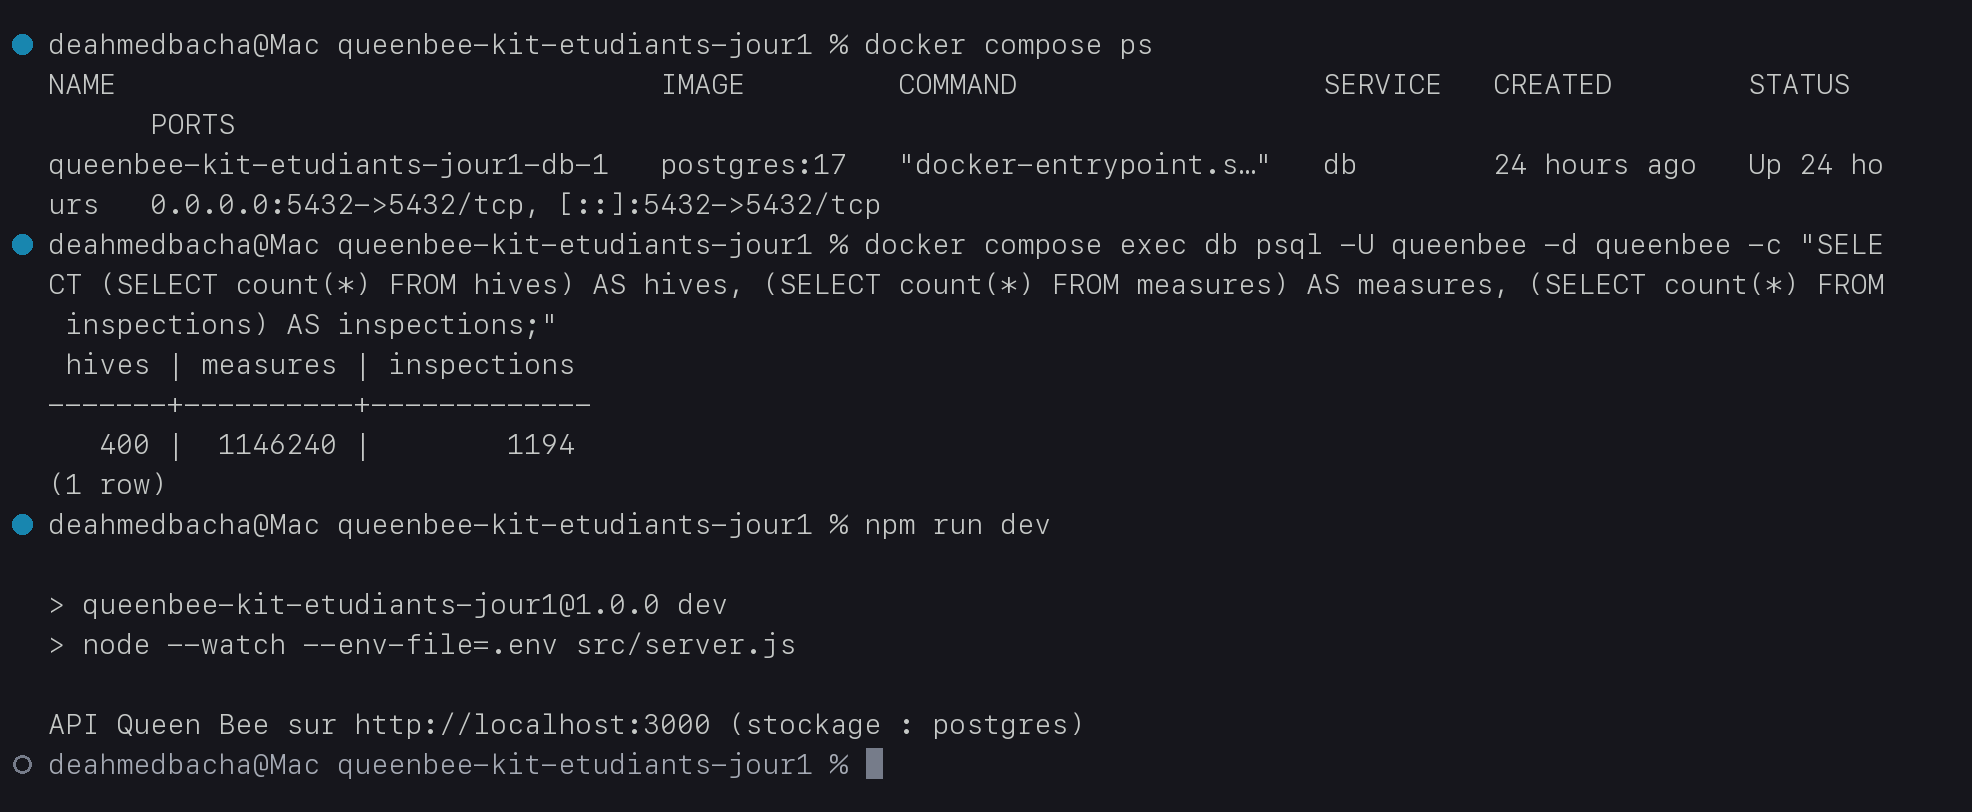 deahmedbacha@Mac queenbee-kit-etudiants-jour1 % docker compose ps
NAME                                IMAGE         COMMAND                  SERVICE   CREATED        STATUS
      PORTS
queenbee-kit-etudiants-jour1-db-1   postgres:17   "docker-entrypoint.s…"   db        24 hours ago   Up 24 ho
urs   0.0.0.0:5432->5432/tcp, [::]:5432->5432/tcp
deahmedbacha@Mac queenbee-kit-etudiants-jour1 % docker compose exec db psql -U queenbee -d queenbee -c "SELE
CT (SELECT count(*) FROM hives) AS hives, (SELECT count(*) FROM measures) AS measures, (SELECT count(*) FROM
 inspections) AS inspections;"
 hives | measures | inspections
-------+----------+-------------
   400 |  1146240 |        1194
(1 row)
deahmedbacha@Mac queenbee-kit-etudiants-jour1 % npm run dev
> queenbee-kit-etudiants-jour1@1.0.0 dev
> node --watch --env-file=.env src/server.js
API Queen Bee sur http://localhost:3000 (stockage : postgres)
deahmedbacha@Mac queenbee-kit-etudiants-jour1 %